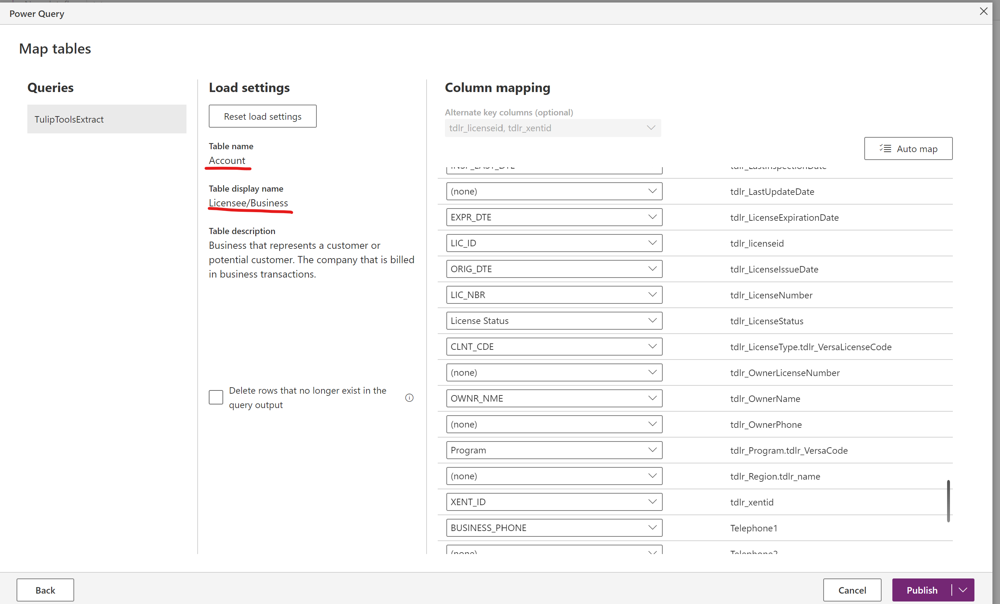 Power Query
Map tables
Queries
TulipToolsExtract
Load settings
Reset load settings
Table name
Account
Table display name
Licensee/Business
Table description
Business that represents a customer or
potential customer. The company that is billed
in business transactions.
Delete rows that no longer exist in the
query output
Column mapping
Alternate key columns (optional)
tdlr_licenseid, tdlr_xentid
Auto map
INSP_LAST_DTE tdlr_LastInspectionDate
(none) tdlr_LastUpdateDate
EXPR_DTE tdlr_LicenseExpirationDate
LIC_ID tdlr_licenseid
ORIG_DTE tdlr_LicenseIssueDate
LIC_NBR tdlr_LicenseNumber
License Status tdlr_LicenseStatus
CLNT_CDE tdlr_LicenseType.tdlr_VersaLicenseCode
(none) tdlr_OwnerLicenseNumber
OWNR_NME tdlr_OwnerName
(none) tdlr_OwnerPhone
Program tdlr_Program.tdlr_VersaCode
(none) tdlr_Region.tdlr_name
XENT_ID tdlr_xentid
BUSINESS_PHONE Telephone1
(none) Telephone2
Back
Cancel
Publish